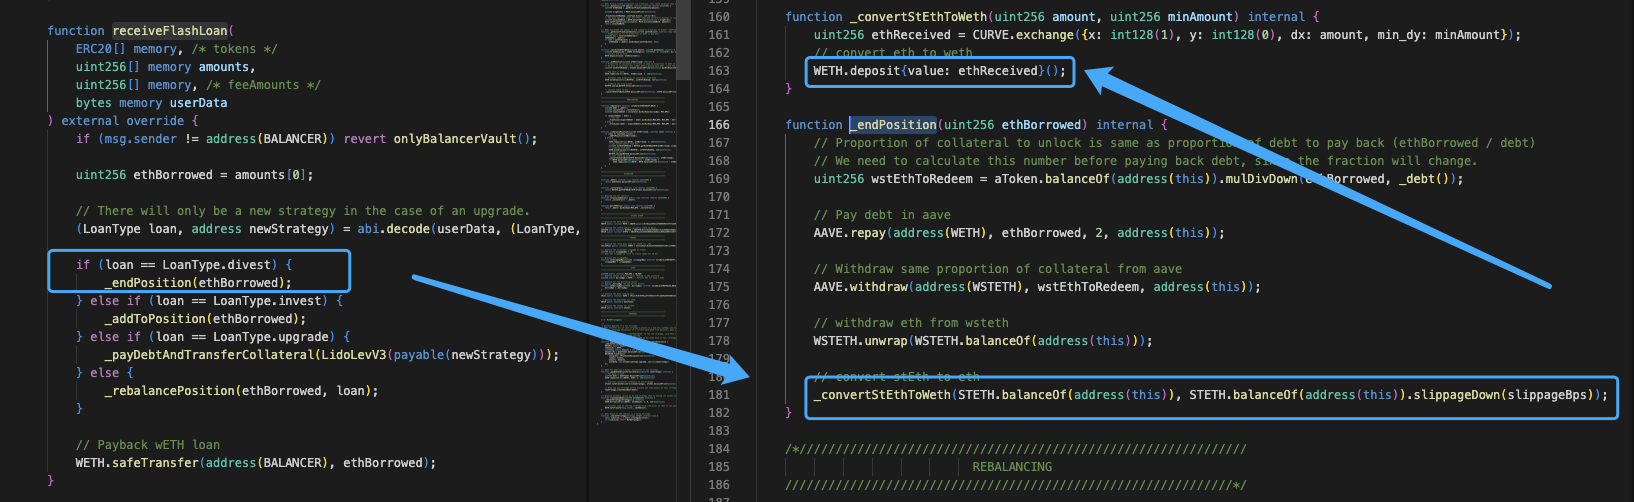 function receiveFlashLoan(
ERC20[] memory, /* tokens */
uint256[] memory amounts,
uint256[] memory, /* feeAmounts */
bytes memory userData
) external override {
if (msg.sender != address(BALANCER)) revert onlyBalancerVault();
uint256 ethBorrowed = amounts[0];
// There will only be a new strategy in the case of an upgrade.
(LoanType loan, address newStrategy) = abi.decode(userData, (LoanType,
if (loan == LoanType.divest) {
_endPosition(ethBorrowed);
} else if (loan == LoanType.invest) {
_addToPosition(ethBorrowed);
} else if (loan == LoanType.upgrade) {
_payDebtAndTransferCollateral(LidoLevV3(payable(newStrategy)));
} else {
_rebalancePosition(ethBorrowed, loan);
}
// Payback wETH loan
WETH.safeTransfer(address(BALANCER), ethBorrowed);
}
160 function _convertStEthToWeth(uint256 amount, uint256 minAmount) internal {
161 uint256 ethReceived = CURVE.exchange({x: int128(1), y: int128(0), dx: amount, min_dy: minAmount});
162 // convert eth to weth
163 WETH.deposit{value: ethReceived}();
164 }
165
166 function _endPosition(uint256 ethBorrowed) internal {
167 // Proportion of collateral to unlock is same as proportion of debt to pay back (ethBorrowed / debt)
168 // We need to calculate this number before paying back debt, since the fraction will change.
169 uint256 wstEthToRedeem = aToken.balanceOf(address(this)).mulDivDown(ethBorrowed, _debt());
170
171 // Pay debt in aave
172 AAVE.repay(address(WETH), ethBorrowed, 2, address(this));
173
174 // Withdraw same proportion of collateral from aave
175 AAVE.withdraw(address(WSTETH), wstEthToRedeem, address(this));
176
177 // withdraw eth from wsteth
178 WSTETH.unwrap(WSTETH.balanceOf(address(this)));
179
// convert stEth to eth
181 _convertStEthToWeth(STETH.balanceOf(address(this)), STETH.balanceOf(address(this)).slippageDown(slippageBps));
182 }
183
184 /*//////////////////////////////////////////////////////////////
185 REBALANCING
186 //////////////////////////////////////////////////////////////*/